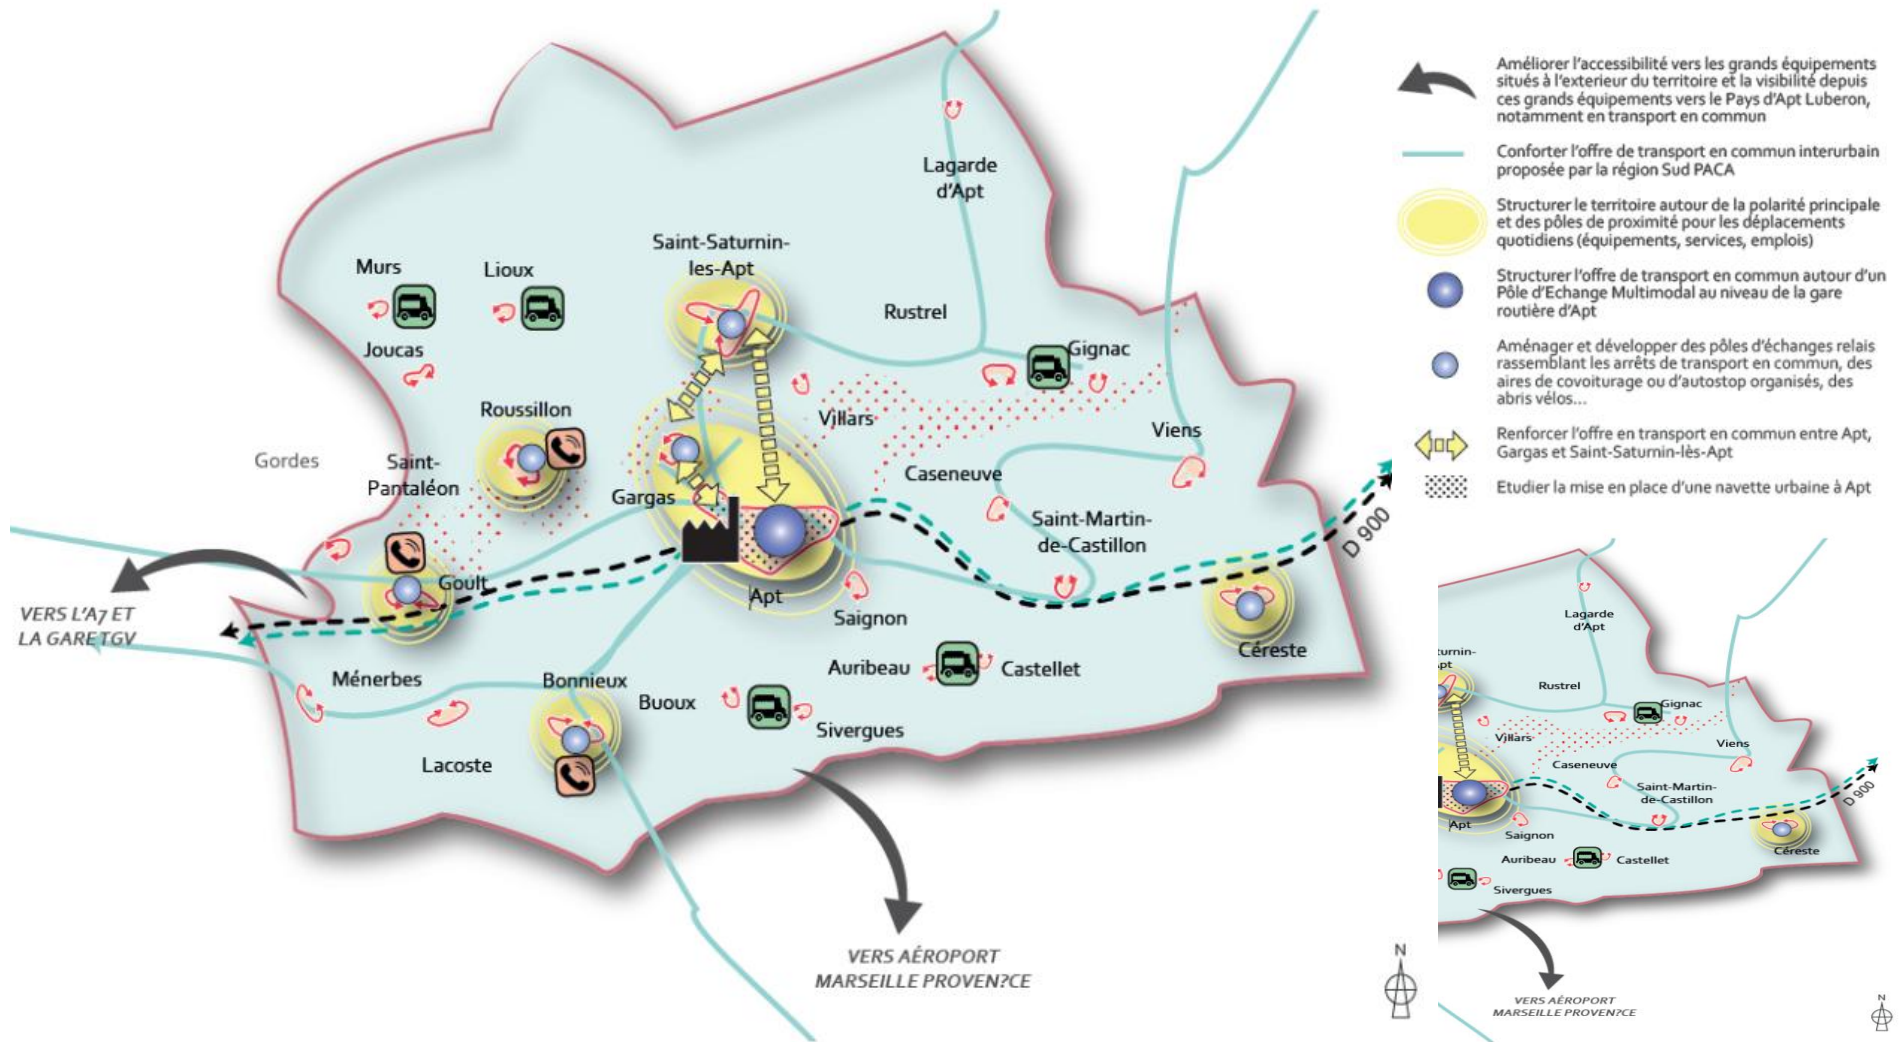 Lagarde
d'Apt
Saint-Saturnin-
les-Apt
Murs
Lioux
Rustrel
Joucas
Gignac
Roussillon
Villars
Viens
Gordes
Saint-
Pantaléon
Caseneuve
Gargas
Saint-Martin-
de-Castillon
D 900
Goult
Apt
VERS L'A7 ET
LA GARE TGV
Saignon
Céreste
Ménerbes
Bonnieux
Auribeau
Castellet
Buoux
Sivergues
Lacoste
VERS AÉROPORT
MARSEILLE PROVEN?CE
N
Améliorer l'accessibilité vers les grands équipements
situés à l'exterieur du territoire et la visibilité depuis
ces grands équipements vers le Pays d'Apt Luberon,
notamment en transport en commun
Conforter l'offre de transport en commun interurbain
proposée par la région Sud PACA
Structurer le territoire autour de la polarité principale
et des pôles de proximité pour les déplacements
quotidiens (équipements, services, emplois)
Structurer l'offre de transport en commun autour d'un
Pôle d'Echange Multimodal au niveau de la gare
routière d'Apt
Aménager et développer des pôles d'échanges relais
rassemblant les arrêts de transport en commun, des
aires de covoiturage ou d'autostop organisés, des
abris vélos...
Renforcer l'offre en transport en commun entre Apt,
Gargas et Saint-Saturnin-lès-Apt
Etudier la mise en place d'une navette urbaine à Apt
Lagarde
d'Apt
turnin-
pt
Rustrel
Gignac
Villars
Viens
Caseneuve
Saint-Martin-
de-Castillon
D 900
Apt
Saignon
Céreste
Auribeau
Castellet
Sivergues
VERS AÉROPORT
MARSEILLE PROVEN?CE
N